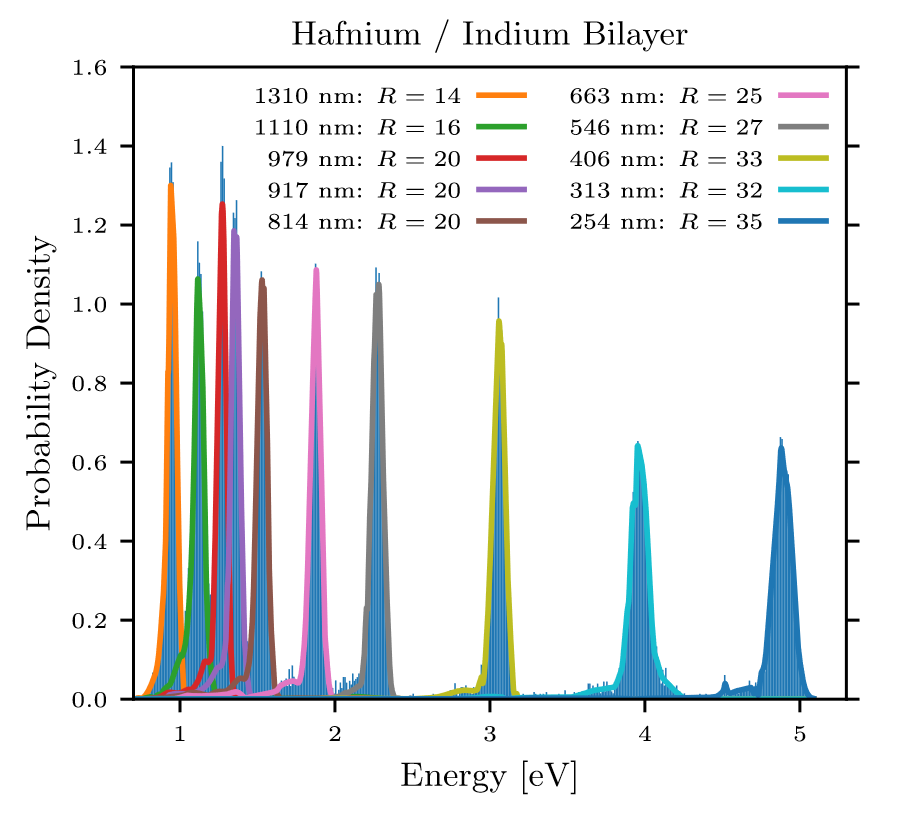 Hafnium / Indium Bilayer
1310 nm: R = 14
1110 nm: R = 16
979 nm: R = 20
917 nm: R = 20
814 nm: R = 20
663 nm: R = 25
546 nm: R = 27
406 nm: R = 33
313 nm: R = 32
254 nm: R = 35
Probability Density
1.6
1.4
1.2
1.0
0.8
0.6
0.4
0.2
0.0
1 2 3 4 5
Energy [eV]